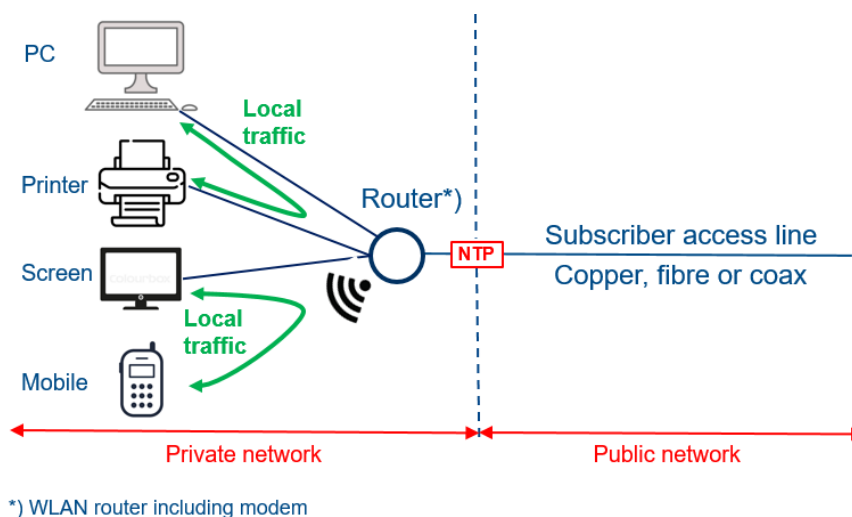 PC
Local
traffic
Printer
Router*)
NTP
Subscriber access line
Copper, fibre or coax
Screen
colourbox
Local
traffic
Mobile
Private network
Public network
*) WLAN router including modem